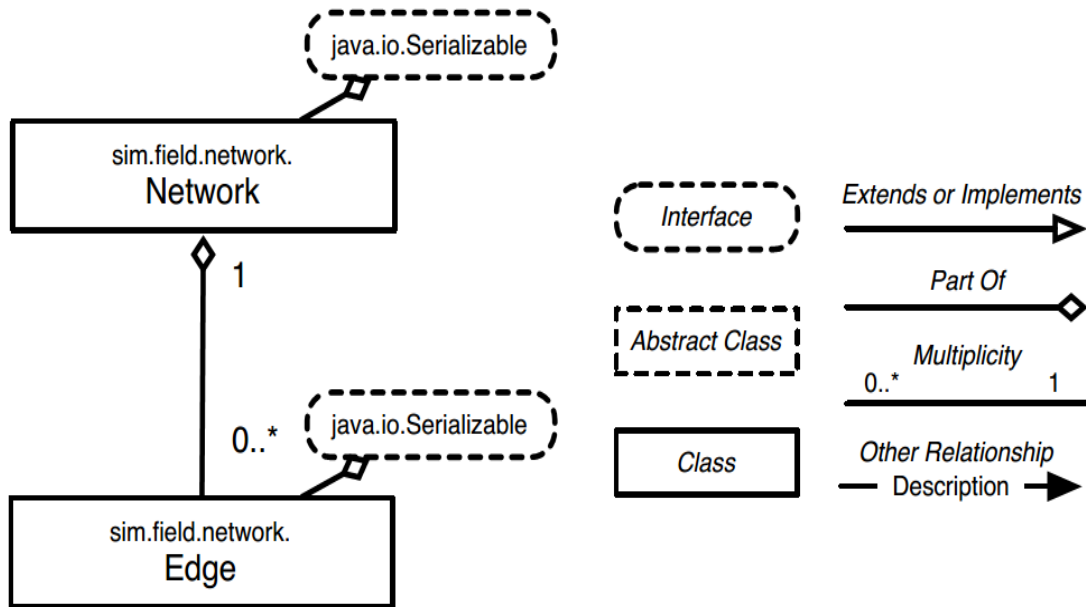 java.io.Serializable
sim.field.network.
Network
1
0..*
java.io.Serializable
sim.field.network.
Edge
Interface
Extends or Implements
Abstract Class
Part Of
Multiplicity
0..* 1
Class
Other Relationship
Description